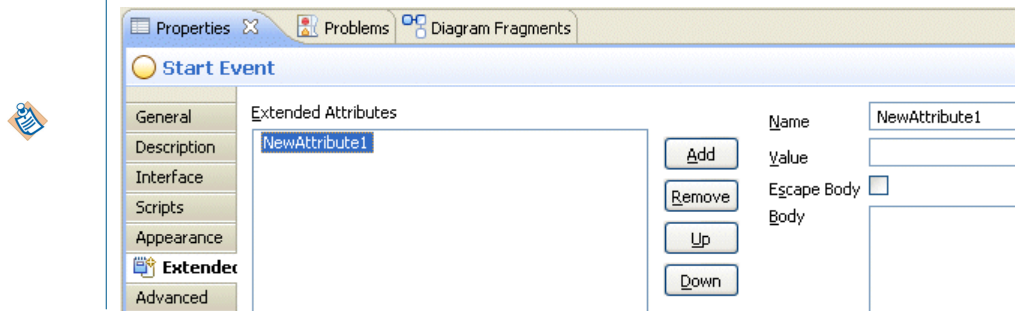 Properties
Problems
Diagram Fragments
Start Event
General
Description
Interface
Scripts
Appearance
Extended
Advanced
Extended Attributes
NewAttribute1
Add
Remove
Up
Down
Name
NewAttribute1
Value
Escape Body
Body